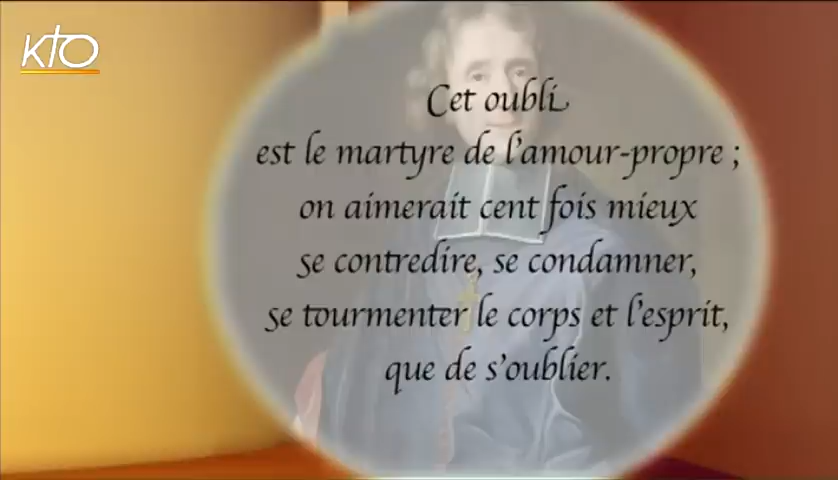 KTO
Cet oubli
est le martyre de l'amour-propre ;
on aimerait cent fois mieux
se contredire, se condamner,
se tourmenter le corps et l'esprit,
que de s'oublier.